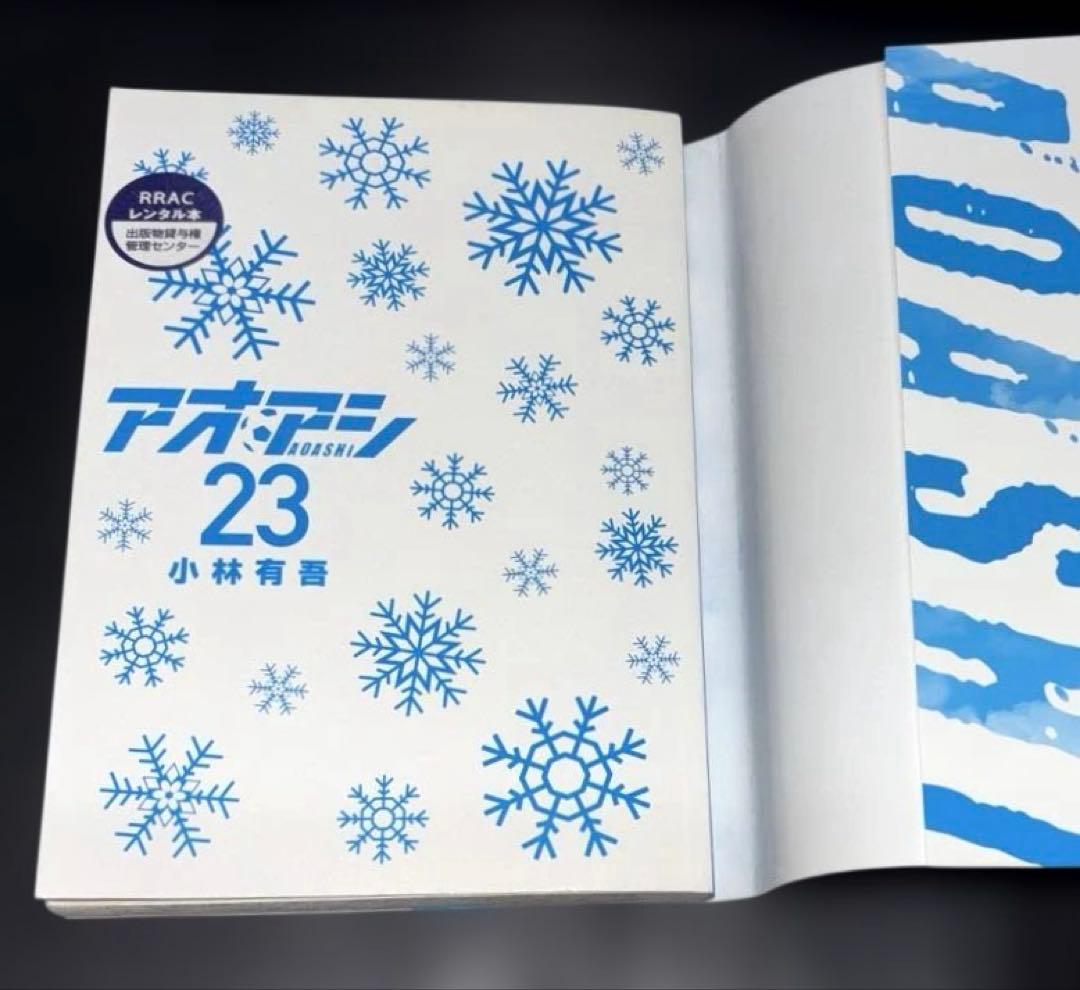 RRAC
レンタル本
出版物貸与権
管理センター
アオアシ
AOASHI
23
小林有吾